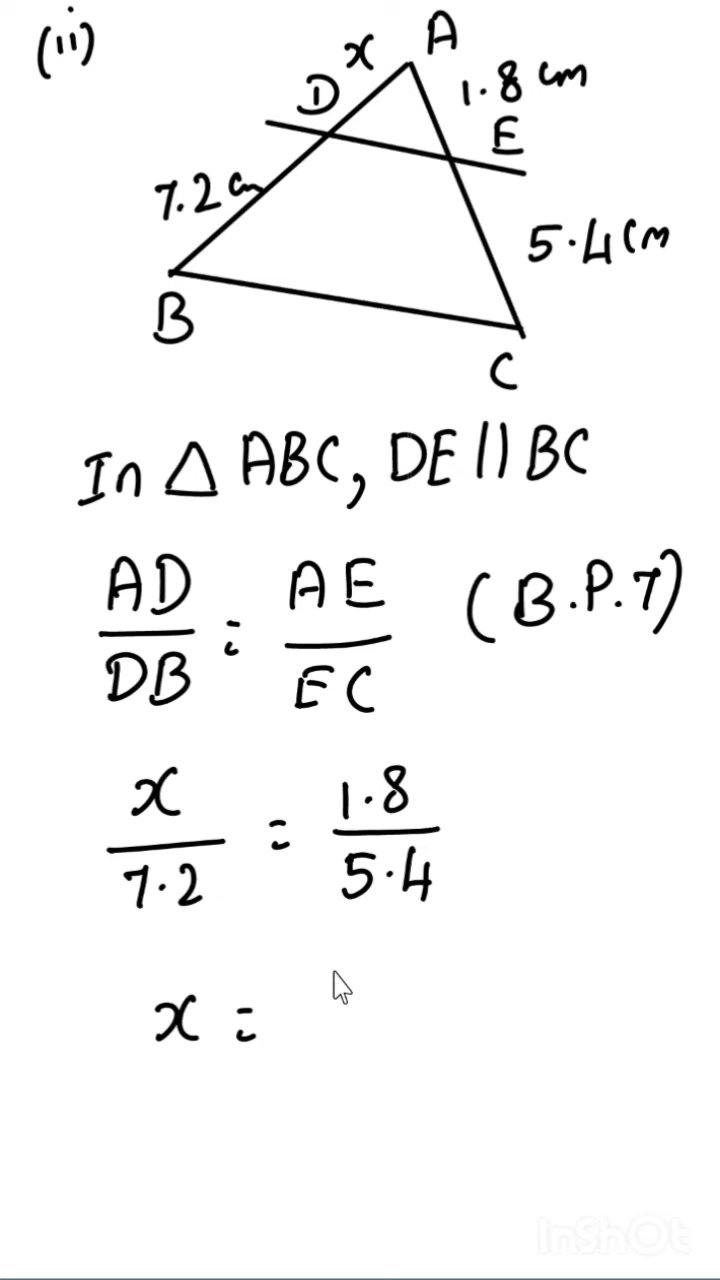 (ii)
x A
D 1.8 cm
E
7.2 cm
5.4 cm
B
C
In △ ABC, DE || BC
AD/DB = AE/EC (B.P.T)
x/7.2 = 1.8/5.4
x =
InShOt